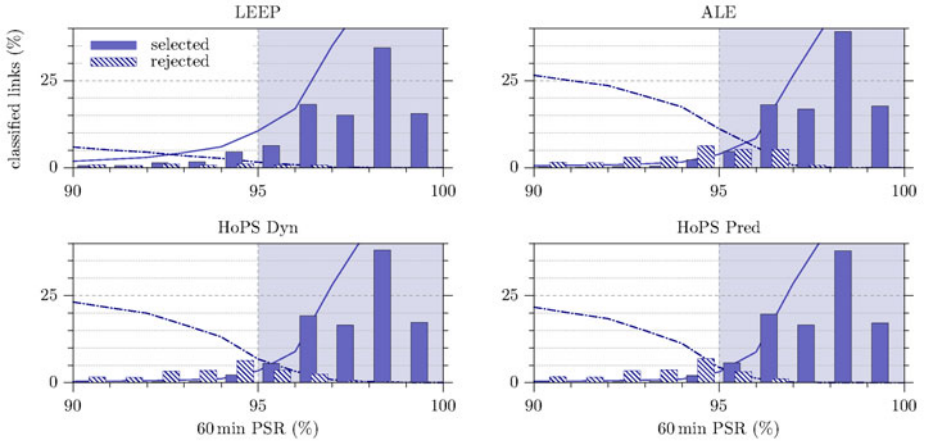 LEEP
ALE
classified links (%)
selected
rejected
25
0
90
95
100
25
0
90
95
100
HoPS Dyn
HoPS Pred
25
0
90
95
100
60 min PSR (%)
25
0
90
95
100
60 min PSR (%)